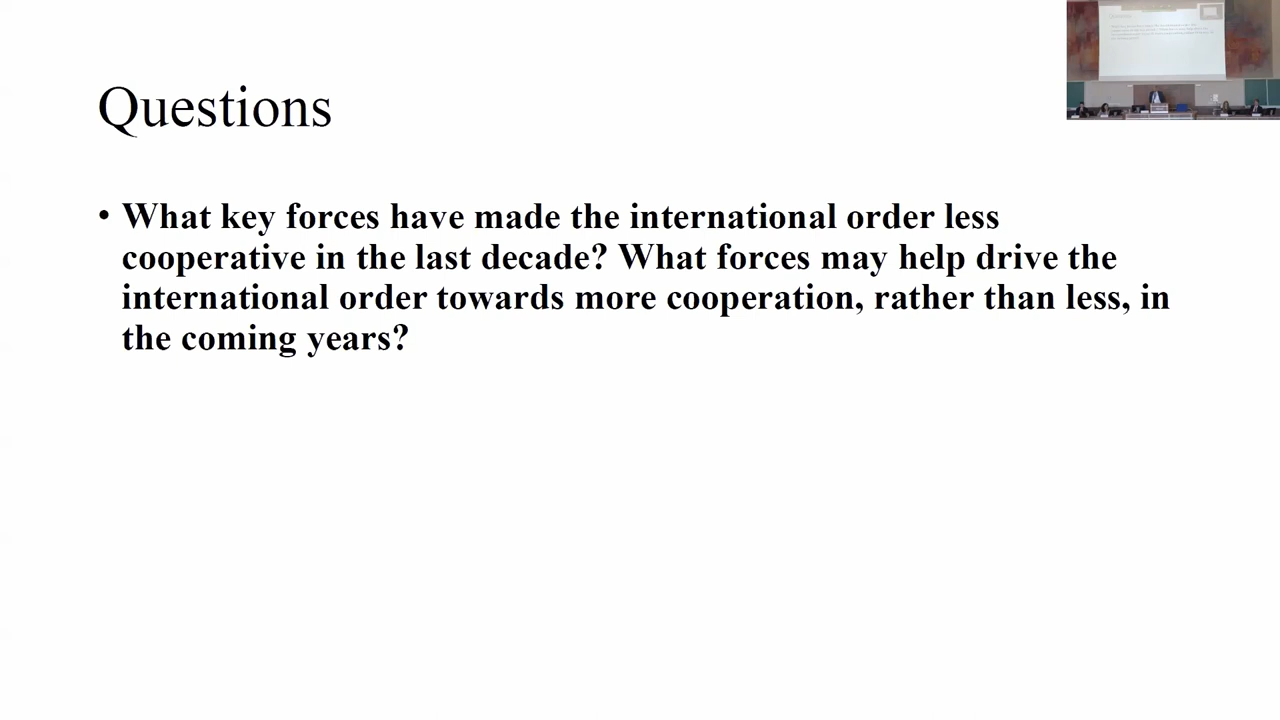 Questions
• What key forces have made the international order less
cooperative in the last decade? What forces may help drive the
international order towards more cooperation, rather than less, in
the coming years?